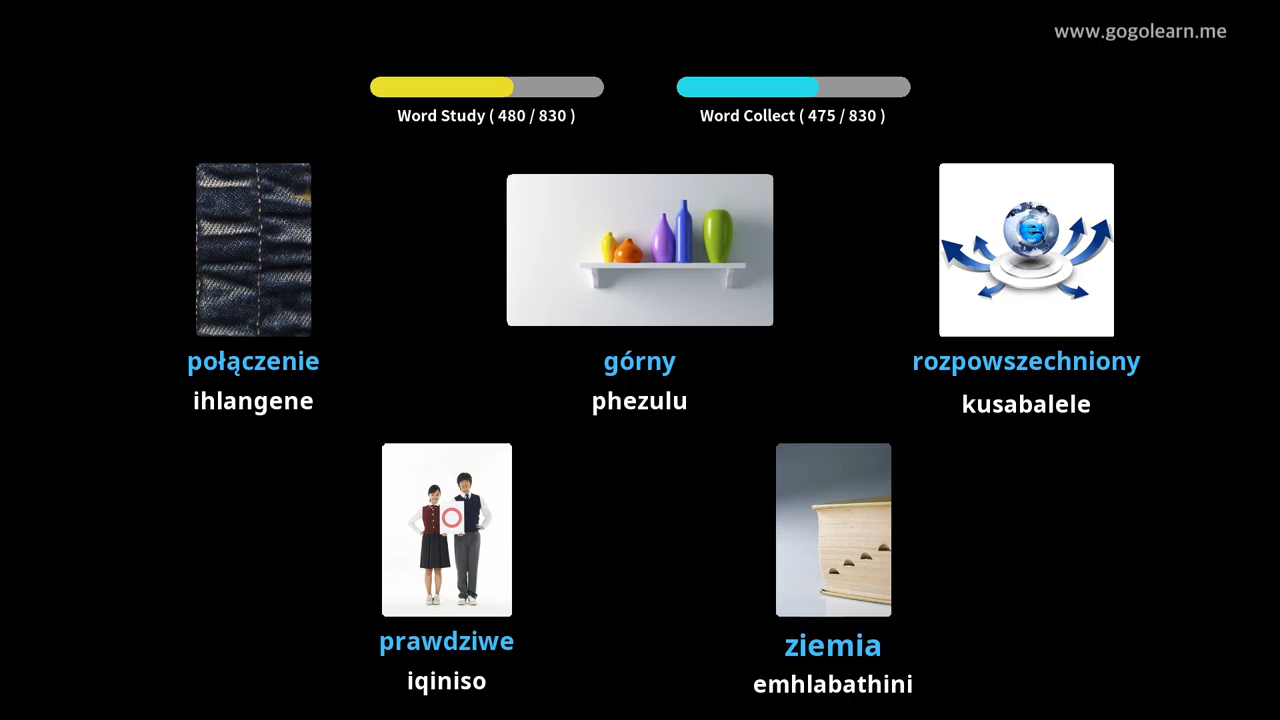 www.gogolearn.me
Word Study ( 480 / 830 )
Word Collect ( 475 / 830 )
połączenie
ihlangene
górny
phezulu
rozpowszechniony
kusabalele
prawdziwe
iqiniso
ziemia
emhlabathini